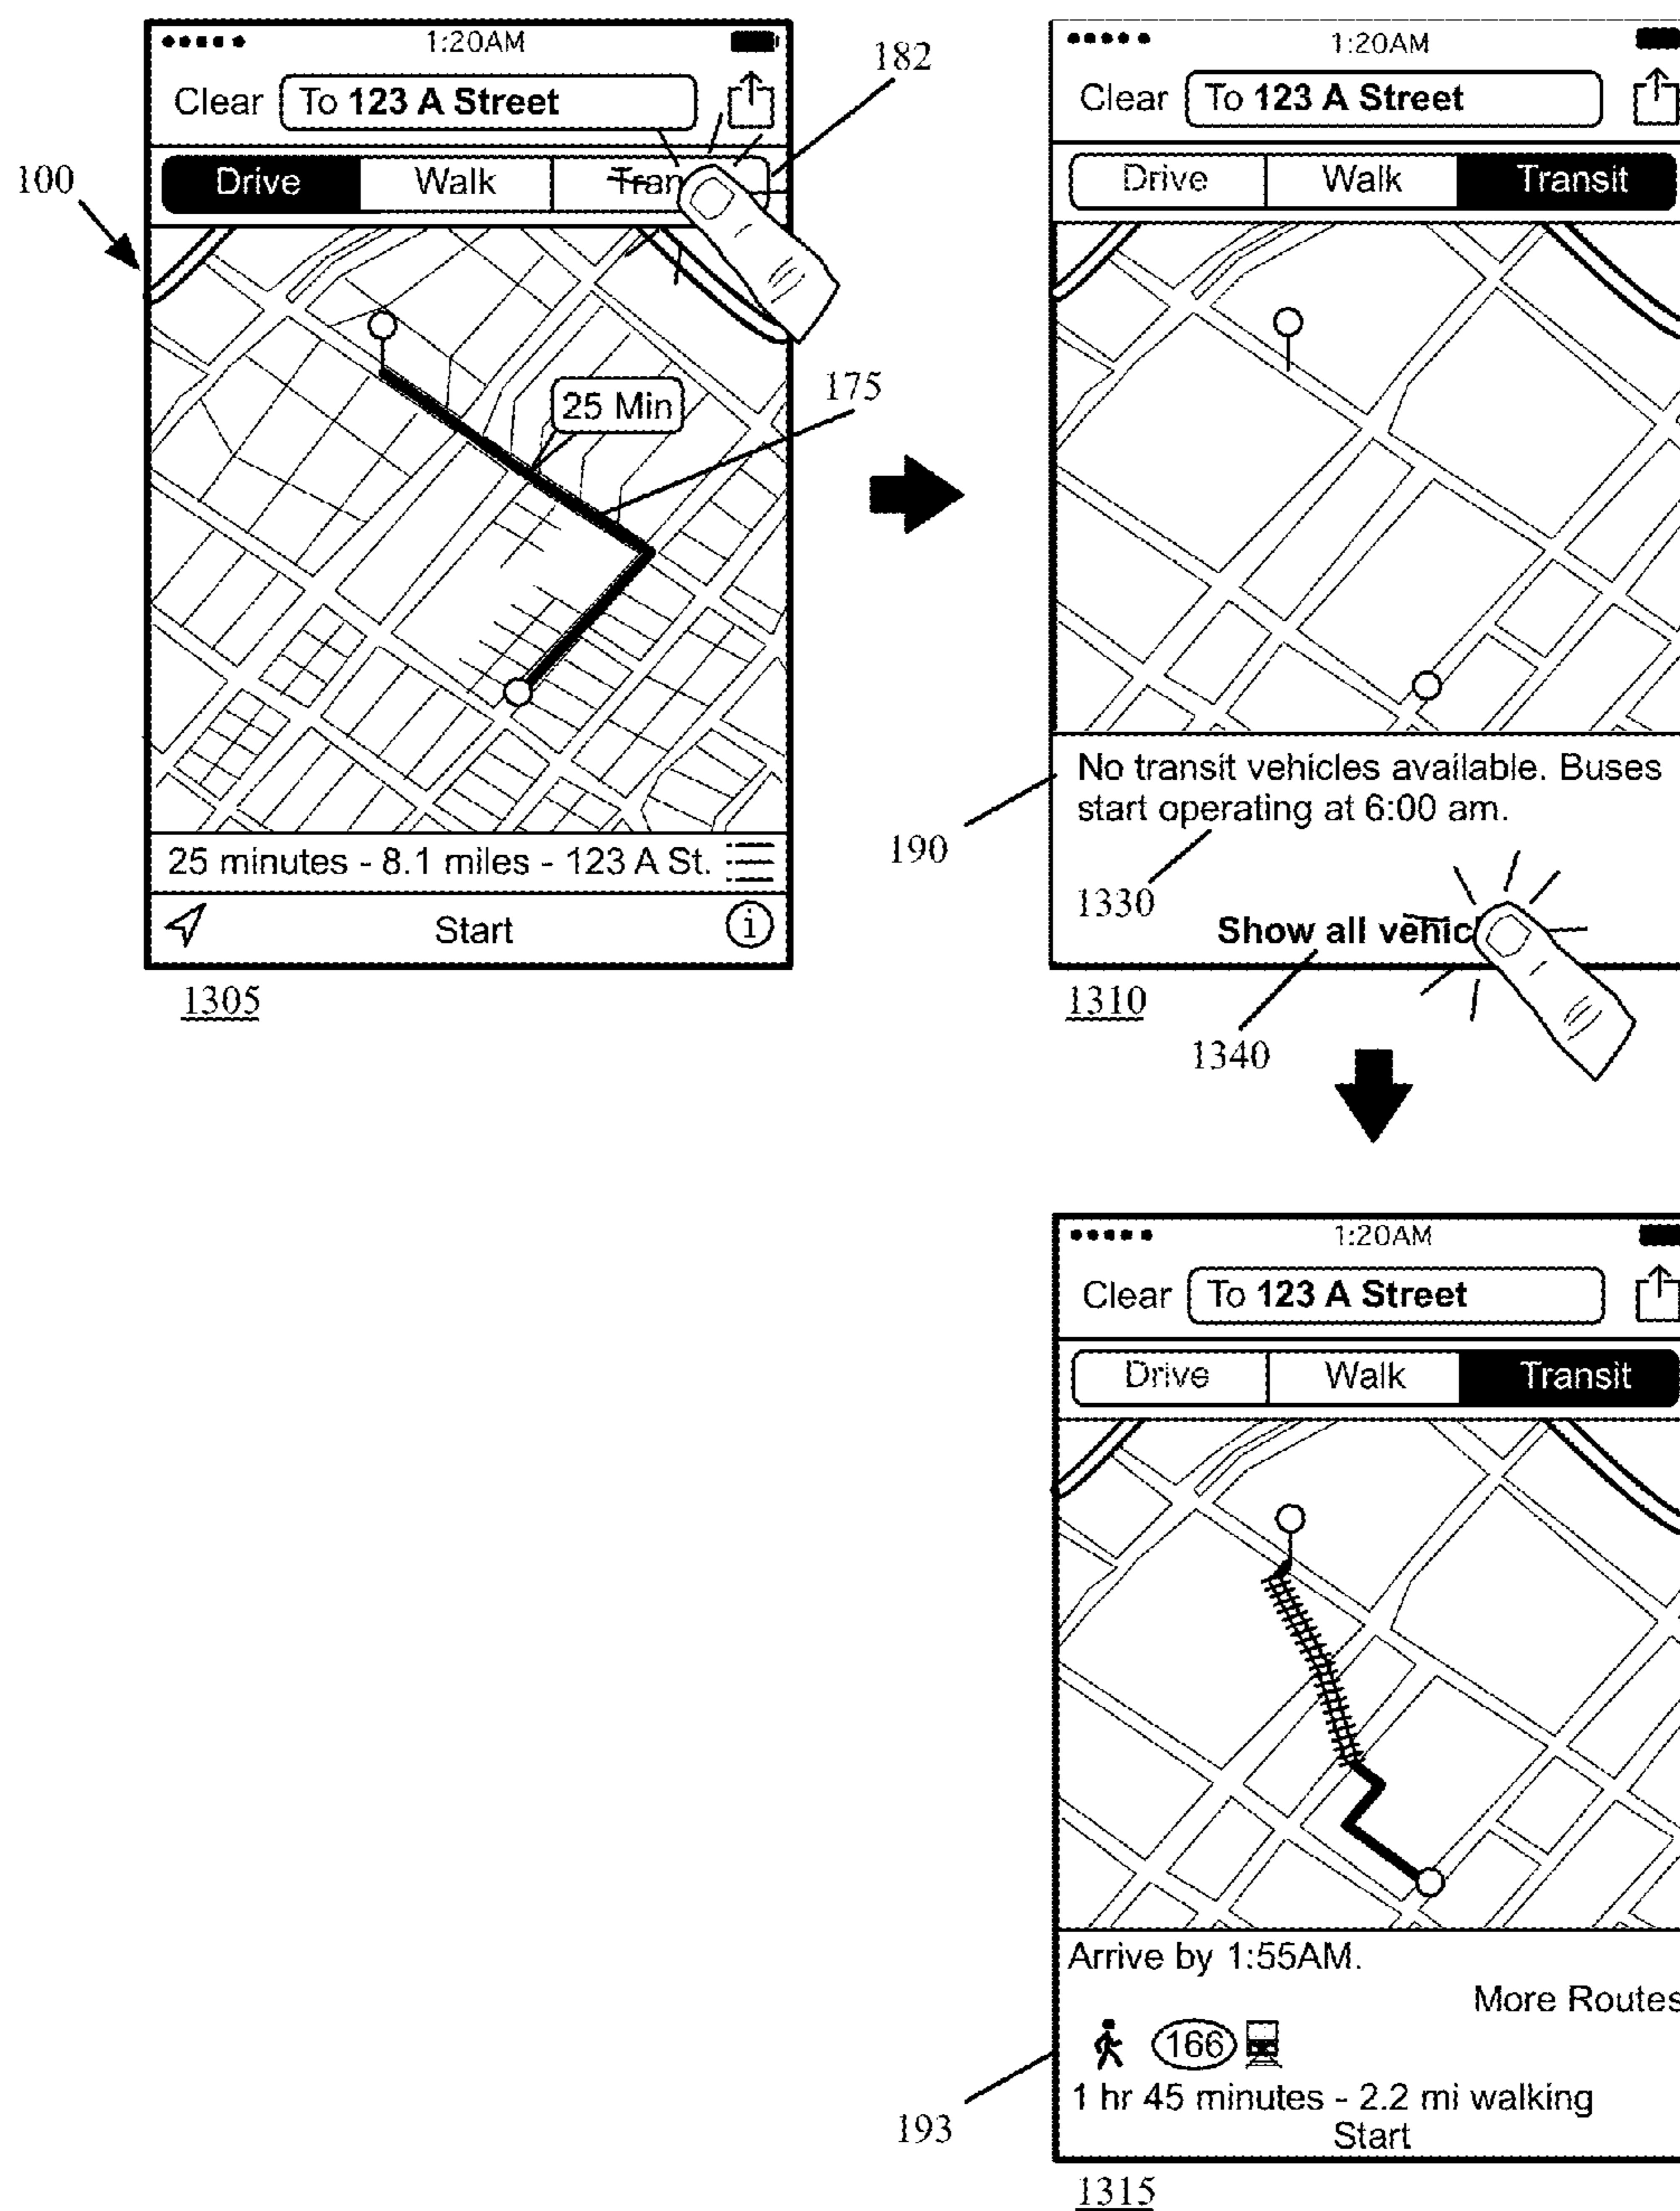 1:20AM
Clear To 123 A Street
182
100
Drive Walk Tran
25 Min
175
25 minutes - 8.1 miles - 123 A St.
Start i
1305
1:20AM
Clear To 123 A Street
Drive Walk Transit
No transit vehicles available. Buses
start operating at 6:00 am.
190
1330
Show all vehic
1310
1340
1:20AM
Clear To 123 A Street
Drive Walk Transit
Arrive by 1:55AM.
More Routes
166
1 hr 45 minutes - 2.2 mi walking
193
Start
1315